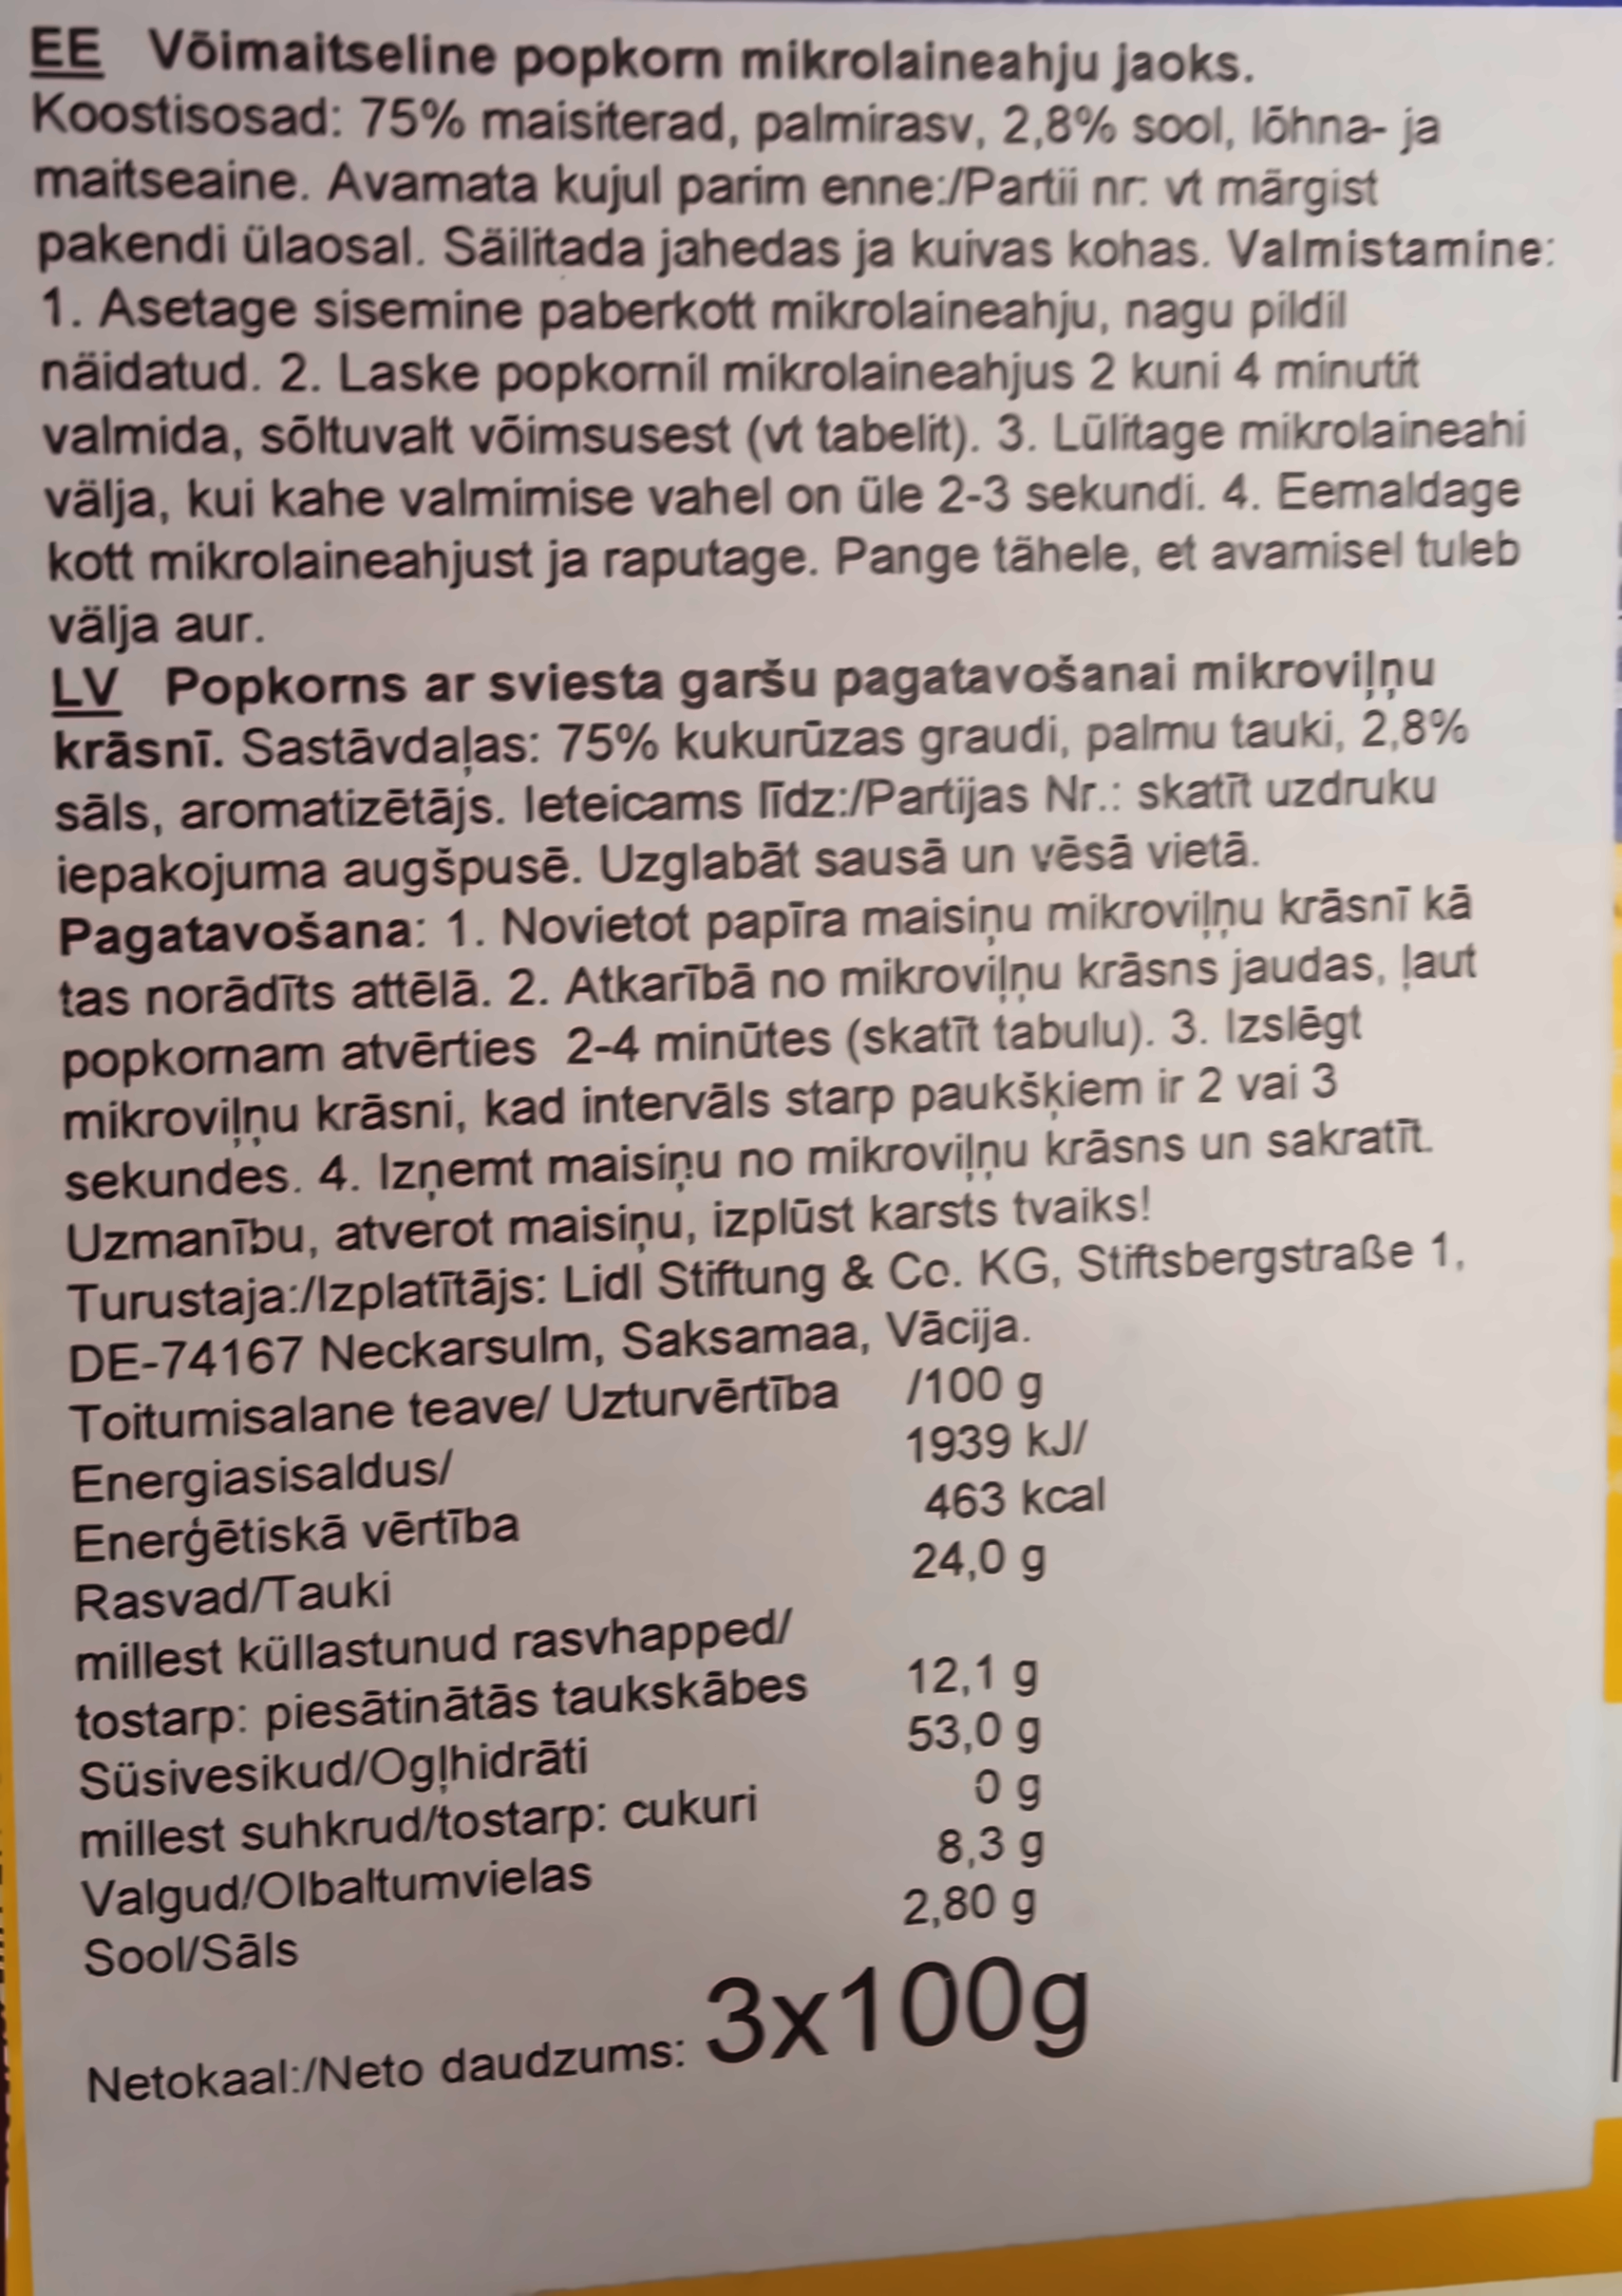 EE Võimaitseline popkorn mikrolaineahju jaoks.
Koostisosad: 75% maisiterad, palmirasv, 2,8% sool, lõhna- ja
maitseaine. Avamata kujul parim enne:/Partii nr: vt märgist
pakendi ülaosal. Säilitada jahedas ja kuivas kohas. Valmistamine:
1. Asetage sisemine paberkott mikrolaineahju, nagu pildil
näidatud. 2. Laske popkornil mikrolaineahjus 2 kuni 4 minutit
valmida, sõltuvalt võimsusest (vt tabelit). 3. Lülitage mikrolaineahi
välja, kui kahe valmimise vahel on üle 2-3 sekundi. 4. Eemaldage
kott mikrolaineahjust ja raputage. Pange tähele, et avamisel tuleb
välja aur.
LV Popkorns ar sviesta garšu pagatavošanai mikroviļņu
krāsnī. Sastāvdaļas: 75% kukurūzas graudi, palmu tauki, 2,8%
sāls, aromatizētājs. Ieteicams līdz:/Partijas Nr.: skatīt uzdruku
iepakojuma augšpusē. Uzglabāt sausā un vēsā vietā.
Pagatavošana: 1. Novietot papīra maisiņu mikroviļņu krāsnī kā
tas norādīts attēlā. 2. Atkarībā no mikroviļņu krāsns jaudas, ļaut
popkornam atvērties 2-4 minūtes (skatīt tabulu). 3. Izslēgt
mikroviļņu krāsni, kad intervāls starp paukšķiem ir 2 vai 3
sekundes. 4. Izņemt maisiņu no mikroviļņu krāsns un sakratīt.
Uzmanību, atverot maisiņu, izplūst karsts tvaiks!
Turustaja:/Izplatītājs: Lidl Stiftung & Co. KG, Stiftsbergstraße 1,
DE-74167 Neckarsulm, Saksamaa, Vācija.
Toitumisalane teave/ Uzturvērtība /100 g
Energiasisaldus/ 1939 kJ/
Enerģētiskā vērtība 463 kcal
Rasvad/Tauki 24,0 g
millest küllastunud rasvhapped/
tostarp: piesātinātās taukskābes 12,1 g
Süsivesikud/Ogļhidrāti 53,0 g
millest suhkrud/tostarp: cukuri 0 g
Valgud/Olbaltumvielas 8,3 g
Sool/Sāls 2,80 g
Netokaal:/Neto daudzums: 3x100g